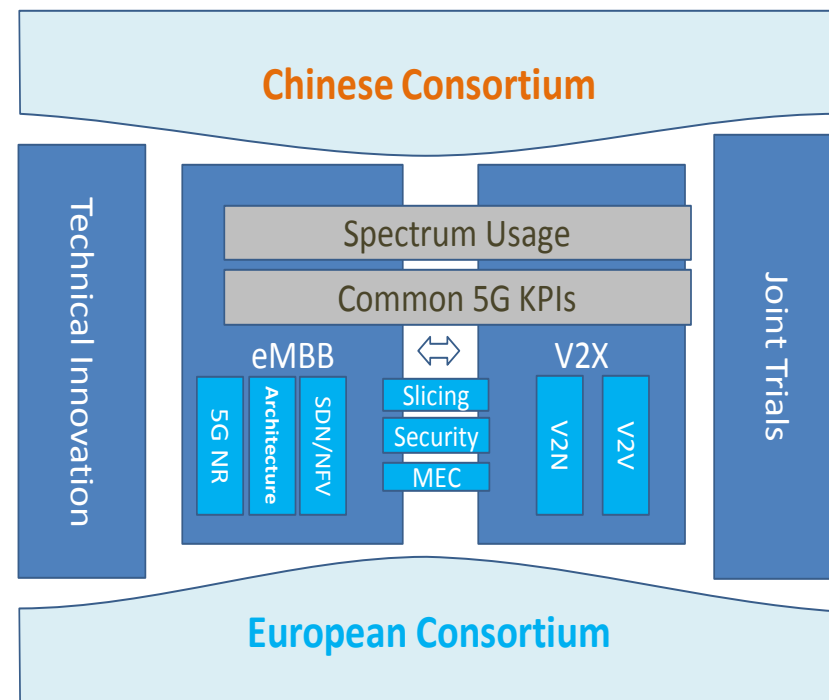 Chinese Consortium
Technical Innovation
Spectrum Usage
Common 5G KPIs
eMBB
V2X
5G NR
Architecture
SDN/NFV
Slicing
Security
MEC
V2N
V2V
Joint Trials
European Consortium